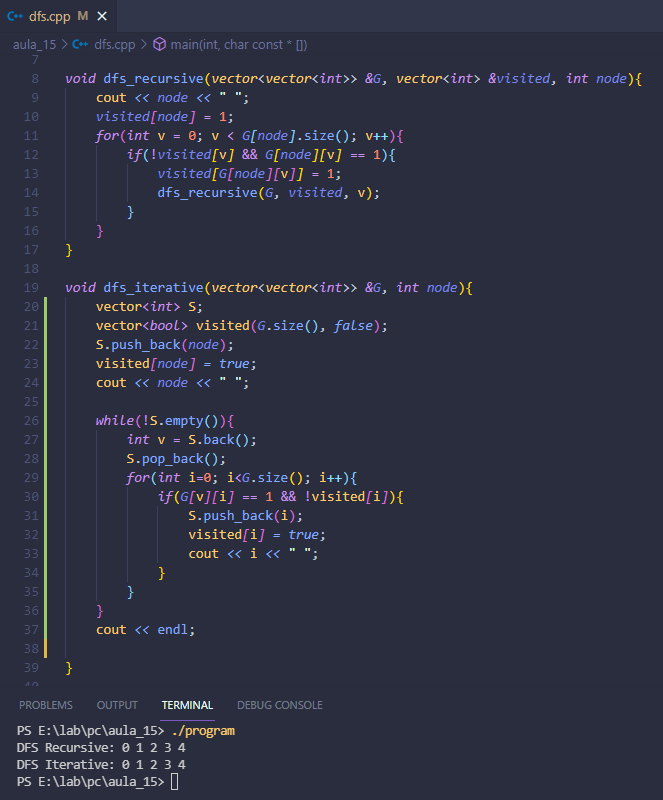 dfs.cpp M ×
aula_15 > dfs.cpp > main(int, char const * [])
7
8 void dfs_recursive(vector<vector<int>> &G, vector<int> &visited, int node){
9 cout << node << " ";
10 visited[node] = 1;
11 for(int v = 0; v < G[node].size(); v++){
12 if(!visited[v] && G[node][v] == 1){
13 visited[G[node][v]] = 1;
14 dfs_recursive(G, visited, v);
15 }
16 }
17 }
18
19 void dfs_iterative(vector<vector<int>> &G, int node){
20 vector<int> S;
21 vector<bool> visited(G.size(), false);
22 S.push_back(node);
23 visited[node] = true;
24 cout << node << " ";
25
26 while(!S.empty()){
27 int v = S.back();
28 S.pop_back();
29 for(int i=0; i<G.size(); i++){
30 if(G[v][i] == 1 && !visited[i]){
31 S.push_back(i);
32 visited[i] = true;
33 cout << i << " ";
34 }
35 }
36 }
37 cout << endl;
38
39 }
40
PROBLEMS OUTPUT TERMINAL DEBUG CONSOLE
PS E:\lab\pc\aula_15> ./program
DFS Recursive: 0 1 2 3 4
DFS Iterative: 0 1 2 3 4
PS E:\lab\pc\aula_15>